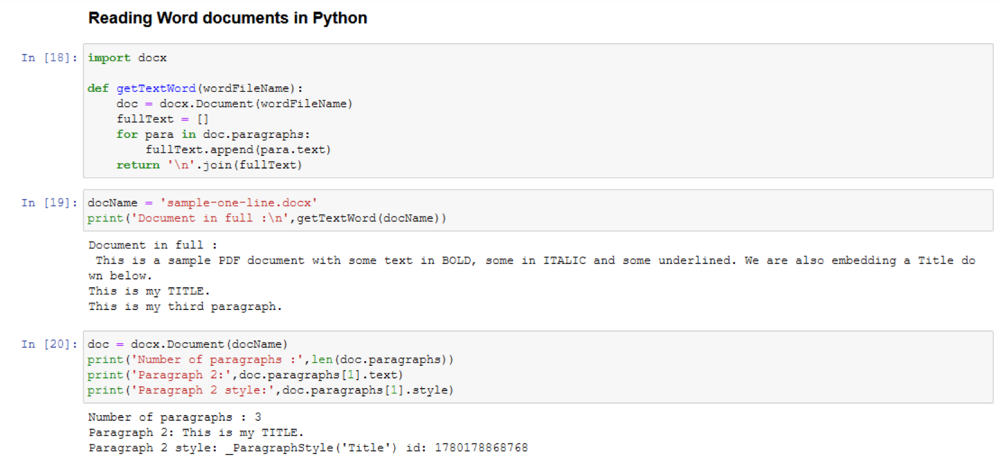 Reading Word documents in Python
In [18]: import docx
def getTextWord(wordFileName):
    doc = docx.Document(wordFileName)
    fullText = []
    for para in doc.paragraphs:
        fullText.append(para.text)
    return '\n'.join(fullText)
In [19]: docName = 'sample-one-line.docx'
print('Document in full :\n',getTextWord(docName))
Document in full :
 This is a sample PDF document with some text in BOLD, some in ITALIC and some underlined. We are also embedding a Title do
wn below.
This is my TITLE.
This is my third paragraph.
In [20]: doc = docx.Document(docName)
print('Number of paragraphs :',len(doc.paragraphs))
print('Paragraph 2:',doc.paragraphs[1].text)
print('Paragraph 2 style:',doc.paragraphs[1].style)
Number of paragraphs : 3
Paragraph 2: This is my TITLE.
Paragraph 2 style: _ParagraphStyle('Title') id: 1780178868768